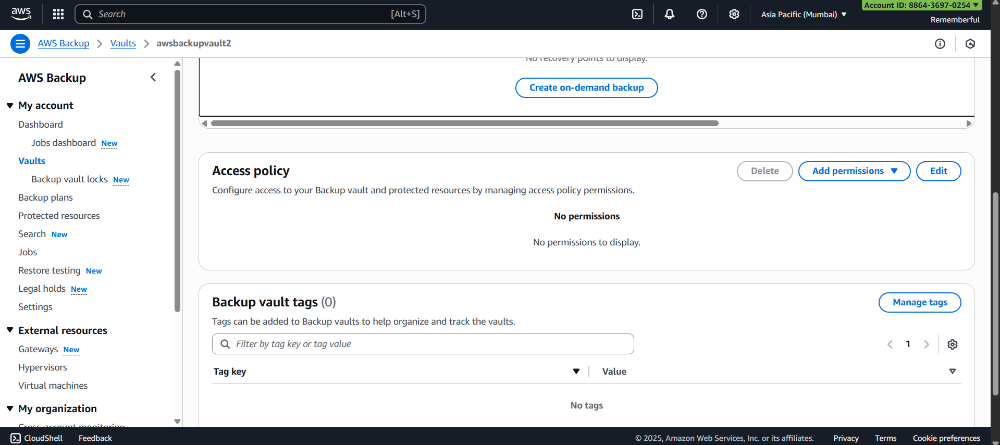 aws
Search [Alt+S]
Asia Pacific (Mumbai)
Account ID: 8864-3697-0254
Rememberful
AWS Backup
Vaults
awsbackupvault2
AWS Backup
My account
Dashboard
Jobs dashboard New
Vaults
Backup vault locks New
Backup plans
Protected resources
Search New
Jobs
Restore testing New
Legal holds New
Settings
External resources
Gateways New
Hypervisors
Virtual machines
My organization
Cross-account monitoring
No recovery points to display.
Create on-demand backup
Access policy
Delete
Add permissions
Edit
Configure access to your Backup vault and protected resources by managing access policy permissions.
No permissions
No permissions to display.
Backup vault tags (0)
Manage tags
Tags can be added to Backup vaults to help organize and track the vaults.
Filter by tag key or tag value
1
Tag key
Value
No tags
CloudShell
Feedback
© 2025, Amazon Web Services, Inc. or its affiliates.
Privacy
Terms
Cookie preferences